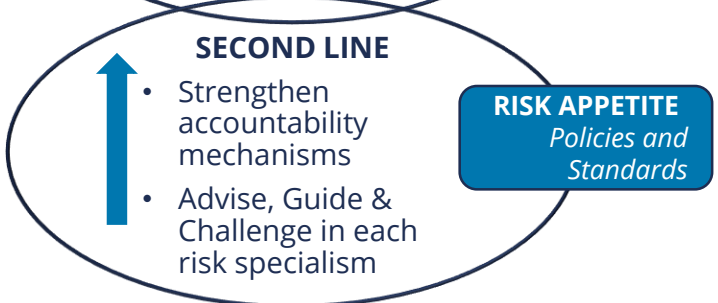 SECOND LINE
• Strengthen
accountability
mechanisms
• Advise, Guide &
Challenge in each
risk specialism
RISK APPETITE
Policies and
Standards